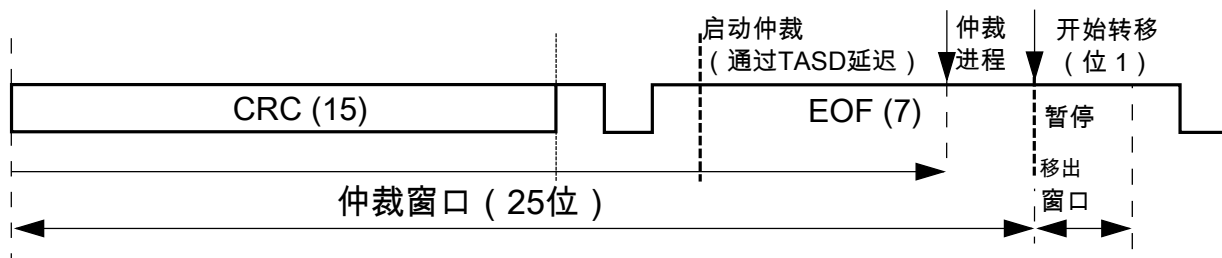 启动仲裁
（通过TASD延迟）
仲裁
进程
开始转移
（位 1）
CRC (15)
EOF (7)
暂停
移出
窗口
仲裁窗口（25位）